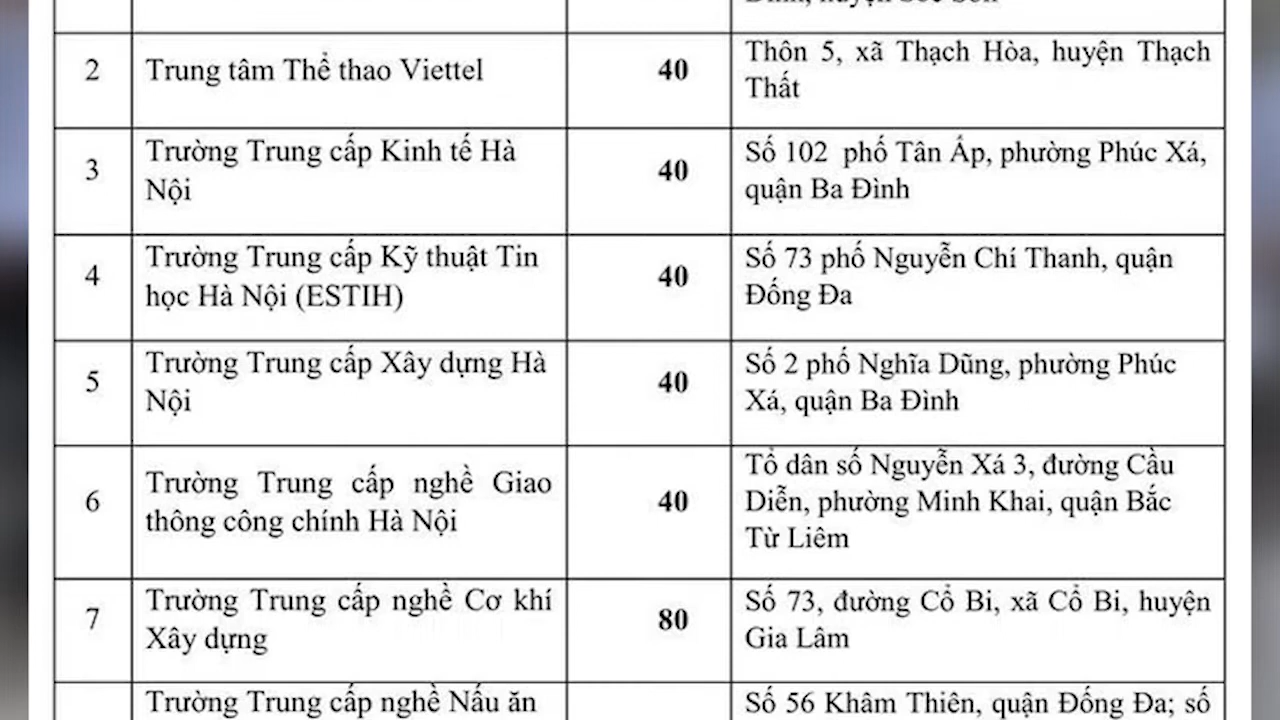 2
Trung tâm Thể thao Viettel
40
Thôn 5, xã Thạch Hòa, huyện Thạch
Thất
3
Trường Trung cấp Kinh tế Hà
Nội
40
Số 102 phố Tân Ấp, phường Phúc Xá,
quận Ba Đình
4
Trường Trung cấp Kỹ thuật Tin
học Hà Nội (ESTIH)
40
Số 73 phố Nguyễn Chí Thanh, quận
Đống Đa
5
Trường Trung cấp Xây dựng Hà
Nội
40
Số 2 phố Nghĩa Dũng, phường Phúc
Xá, quận Ba Đình
6
Trường Trung cấp nghề Giao
thông công chính Hà Nội
40
Tổ dân số Nguyễn Xá 3, đường Cầu
Diễn, phường Minh Khai, quận Bắc
Từ Liêm
7
Trường Trung cấp nghề Cơ khí
Xây dựng
80
Số 73, đường Cổ Bi, xã Cổ Bi, huyện
Gia Lâm
Trường Trung cấp nghề Nấu ăn
Số 56 Khâm Thiên, quận Đống Đa; số